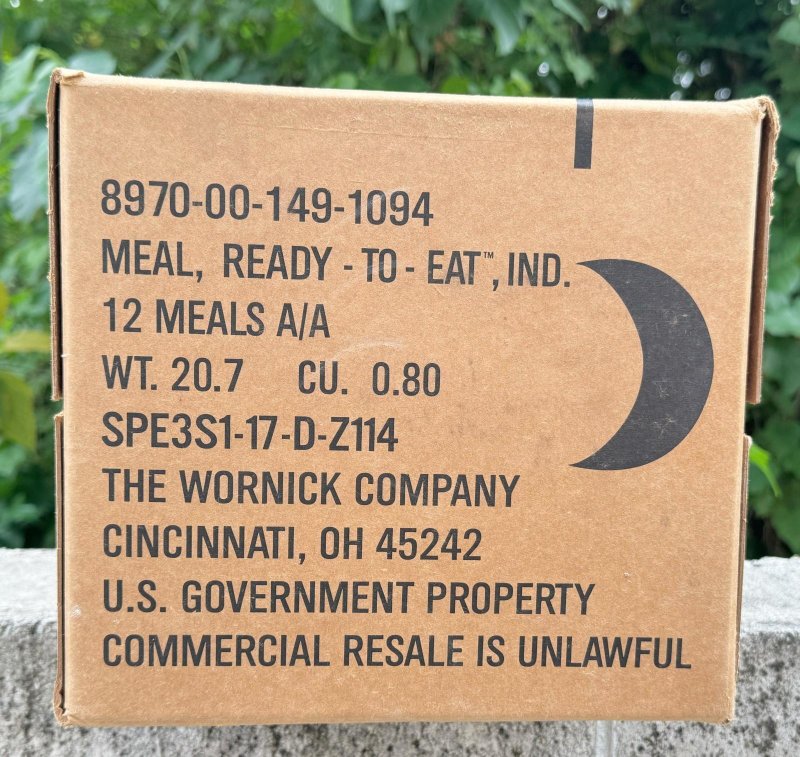 8970-00-149-1094
MEAL, READY - TO - EAT™, IND.
12 MEALS A/A
WT. 20.7 CU. 0.80
SPE3S1-17-D-Z114
THE WORNICK COMPANY
CINCINNATI, OH 45242
U.S. GOVERNMENT PROPERTY
COMMERCIAL RESALE IS UNLAWFUL